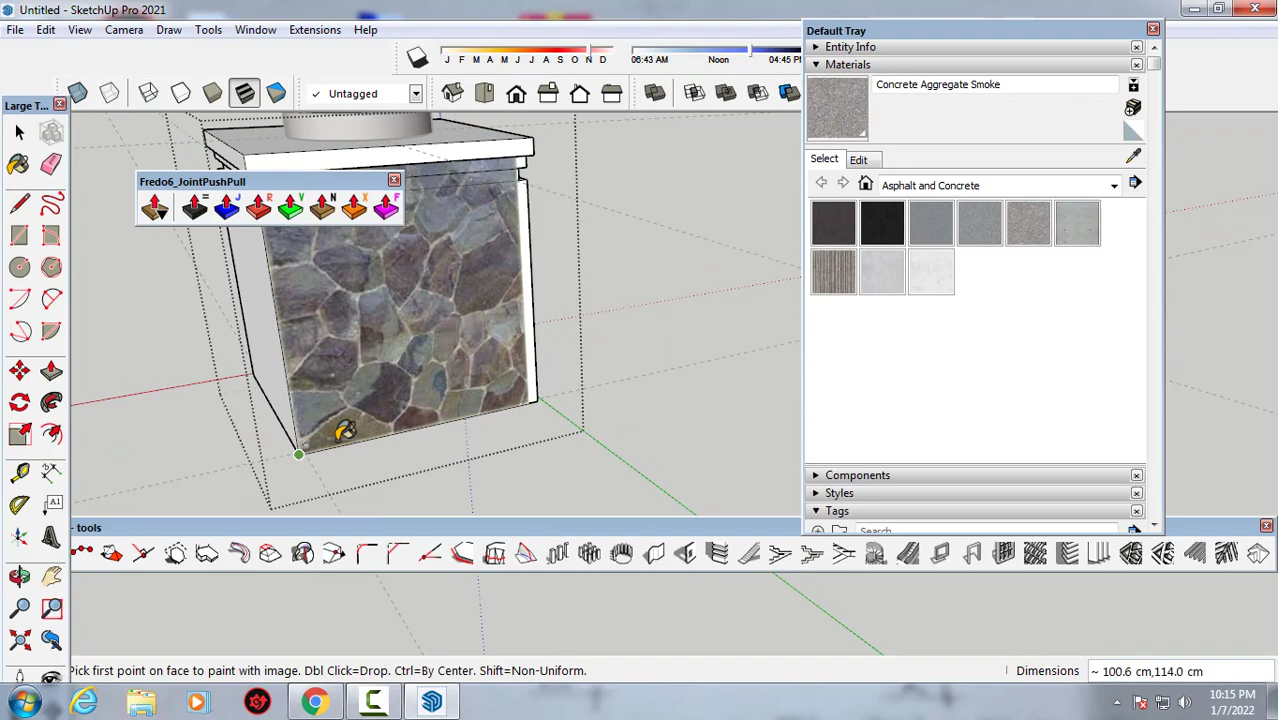 Untitled - SketchUp Pro 2021
File Edit View Camera Draw Tools Window Extensions Help
J F M A M J J A S O N D
06:43 AM Noon 04:45 PM
Large T...
✓ Untagged
Fredo6_JointPushPull
= J R V N X F
A1
Default Tray
Entity Info
Materials
Concrete Aggregate Smoke
Select Edit
Asphalt and Concrete
Components
Styles
Tags
Search
- tools
Pick first point on face to paint with image. Dbl Click=Drop. Ctrl=By Center. Shift=Non-Uniform.
Dimensions ~ 100.6 cm,114.0 cm
10:15 PM
1/7/2022